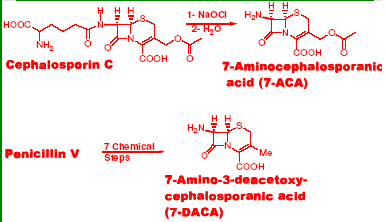 H H H
HOOC N S
NH2 O O N O
COOH O
Cephalosporin C
1- NaOCl
2- H2O
H H
H2N S
O N O
COOH O
7-Aminocephalosporanic
acid (7-ACA)
Penicillin V
7 Chemical
Steps
H H
H2N S
O N Me
COOH
7-Amino-3-deacetoxy-
cephalosporanic acid
(7-DACA)